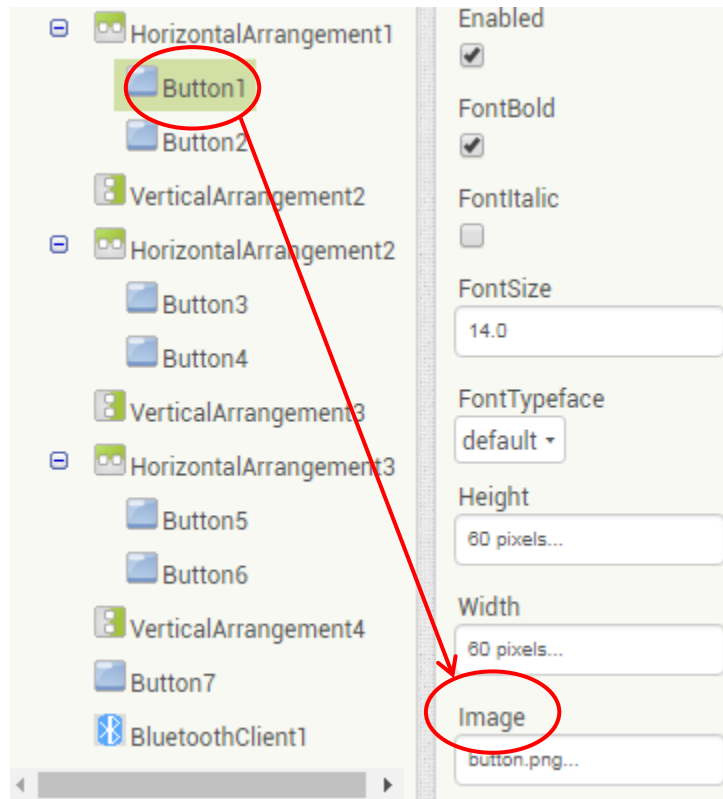 HorizontalArrangement1
Button1
Button2
VerticalArrangement2
HorizontalArrangement2
Button3
Button4
VerticalArrangement3
HorizontalArrangement3
Button5
Button6
VerticalArrangement4
Button7
BluetoothClient1
Enabled
FontBold
FontItalic
FontSize
14.0
FontTypeface
default
Height
60 pixels...
Width
60 pixels...
Image
button.png...